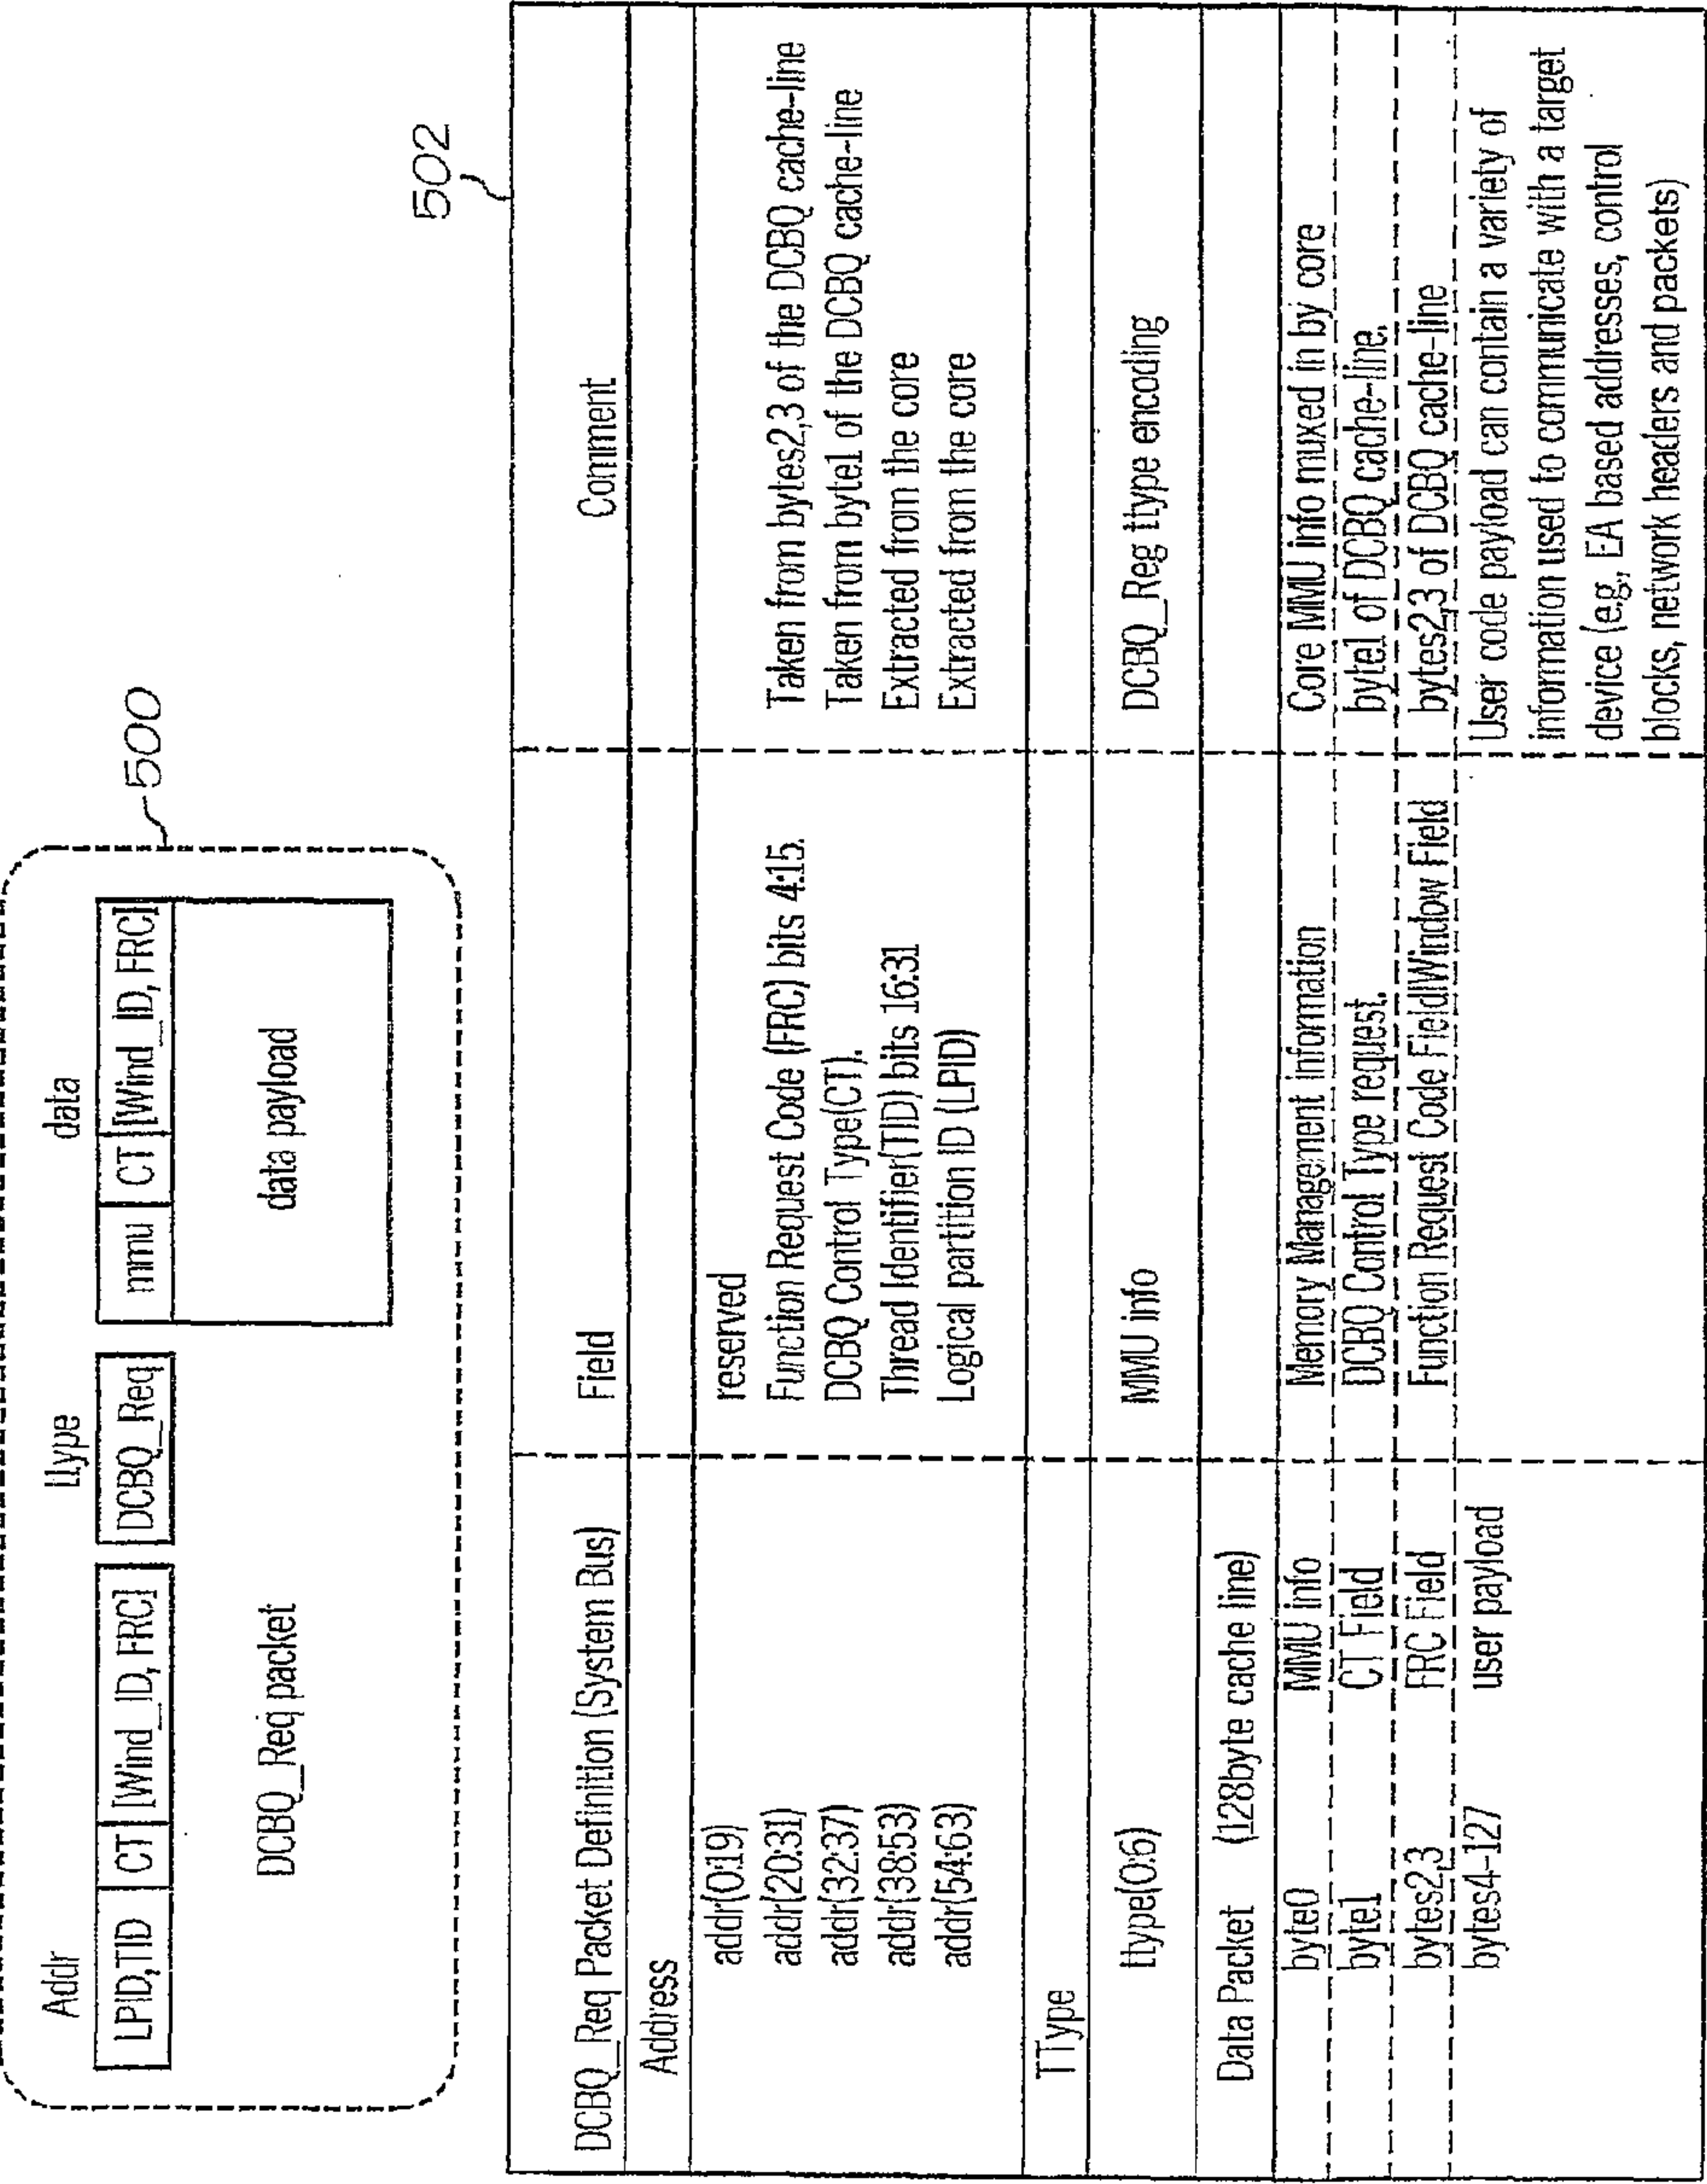 Addr ttype data
LPID,TID CT [Wind_ID, FRC] DCBQ_Req mmu CT [Wind_ID, FRC]
DCBQ_Req packet data payload
500
502
DCBQ_Req Packet Definition (System Bus) Field Comment
Address
addr(0:19) reserved
addr(20:31) Function Request Code (FRC) bits 4:15. Taken from bytes2,3 of the DCBQ cache-line
addr(32:37) DCBQ Control Type(CT). Taken from byte1 of the DCBQ cache-line
addr(38:53) Thread Identifier(TID) bits 16:31 Extracted from the core
addr(54:63) Logical partition ID (LPID) Extracted from the core
TType
ttype(0:6) MMU info DCBQ_Reg ttype encoding
Data Packet (128byte cache line)
byte0 MMU info Memory Management Information Core MMU info muxed in by core
byte1 CT Field DCBQ Control Type request. byte1 of DCBQ cache-line.
bytes2,3 FRC Field Function Request Code Field|Window Field bytes2,3 of DCBQ cache-line
bytes4-127 user payload User code payload can contain a variety of
information used to communicate with a target
device (e.g., EA based addresses, control
blocks, network headers and packets)